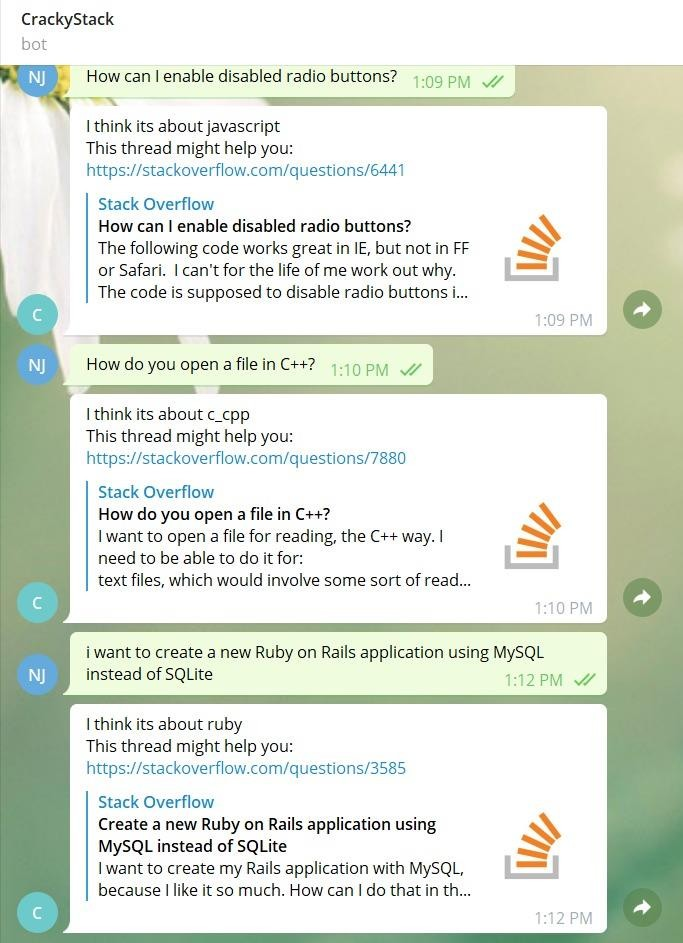 CrackyStack
bot
NJ
How can I enable disabled radio buttons? 1:09 PM
I think its about javascript
This thread might help you:
https://stackoverflow.com/questions/6441
Stack Overflow
How can I enable disabled radio buttons?
The following code works great in IE, but not in FF
or Safari. I can't for the life of me work out why.
The code is supposed to disable radio buttons i...
C
1:09 PM
NJ
How do you open a file in C++? 1:10 PM
I think its about c_cpp
This thread might help you:
https://stackoverflow.com/questions/7880
Stack Overflow
How do you open a file in C++?
I want to open a file for reading, the C++ way. I
need to be able to do it for:
text files, which would involve some sort of read...
C
1:10 PM
i want to create a new Ruby on Rails application using MySQL
NJ
instead of SQLite 1:12 PM
I think its about ruby
This thread might help you:
https://stackoverflow.com/questions/3585
Stack Overflow
Create a new Ruby on Rails application using
MySQL instead of SQLite
I want to create my Rails application with MySQL,
because I like it so much. How can I do that in th...
C
1:12 PM